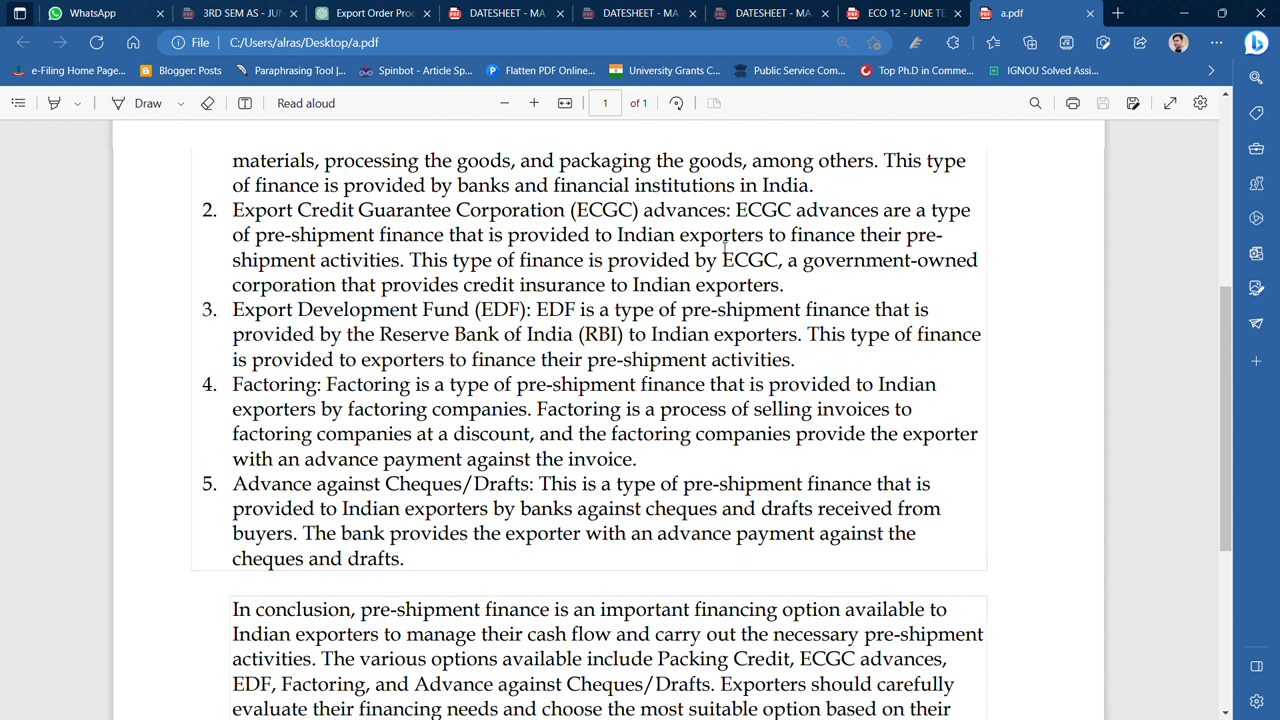 WhatsApp
3RD SEM AS - JUN
Export Order Proc
DATESHEET - MA
DATESHEET - MA
DATESHEET - MA
ECO 12 - JUNE TE
a.pdf
File
C:/Users/alras/Desktop/a.pdf
e-Filing Home Page...
Blogger: Posts
Paraphrasing Tool |...
Spinbot - Article Sp...
Flatten PDF Online...
University Grants C...
Public Service Com...
Top Ph.D in Comme...
IGNOU Solved Assi...
Draw
Read aloud
1
of 1
materials, processing the goods, and packaging the goods, among others. This type
of finance is provided by banks and financial institutions in India.
2. Export Credit Guarantee Corporation (ECGC) advances: ECGC advances are a type
of pre-shipment finance that is provided to Indian exporters to finance their pre-
shipment activities. This type of finance is provided by ECGC, a government-owned
corporation that provides credit insurance to Indian exporters.
3. Export Development Fund (EDF): EDF is a type of pre-shipment finance that is
provided by the Reserve Bank of India (RBI) to Indian exporters. This type of finance
is provided to exporters to finance their pre-shipment activities.
4. Factoring: Factoring is a type of pre-shipment finance that is provided to Indian
exporters by factoring companies. Factoring is a process of selling invoices to
factoring companies at a discount, and the factoring companies provide the exporter
with an advance payment against the invoice.
5. Advance against Cheques/Drafts: This is a type of pre-shipment finance that is
provided to Indian exporters by banks against cheques and drafts received from
buyers. The bank provides the exporter with an advance payment against the
cheques and drafts.
In conclusion, pre-shipment finance is an important financing option available to
Indian exporters to manage their cash flow and carry out the necessary pre-shipment
activities. The various options available include Packing Credit, ECGC advances,
EDF, Factoring, and Advance against Cheques/Drafts. Exporters should carefully
evaluate their financing needs and choose the most suitable option based on their